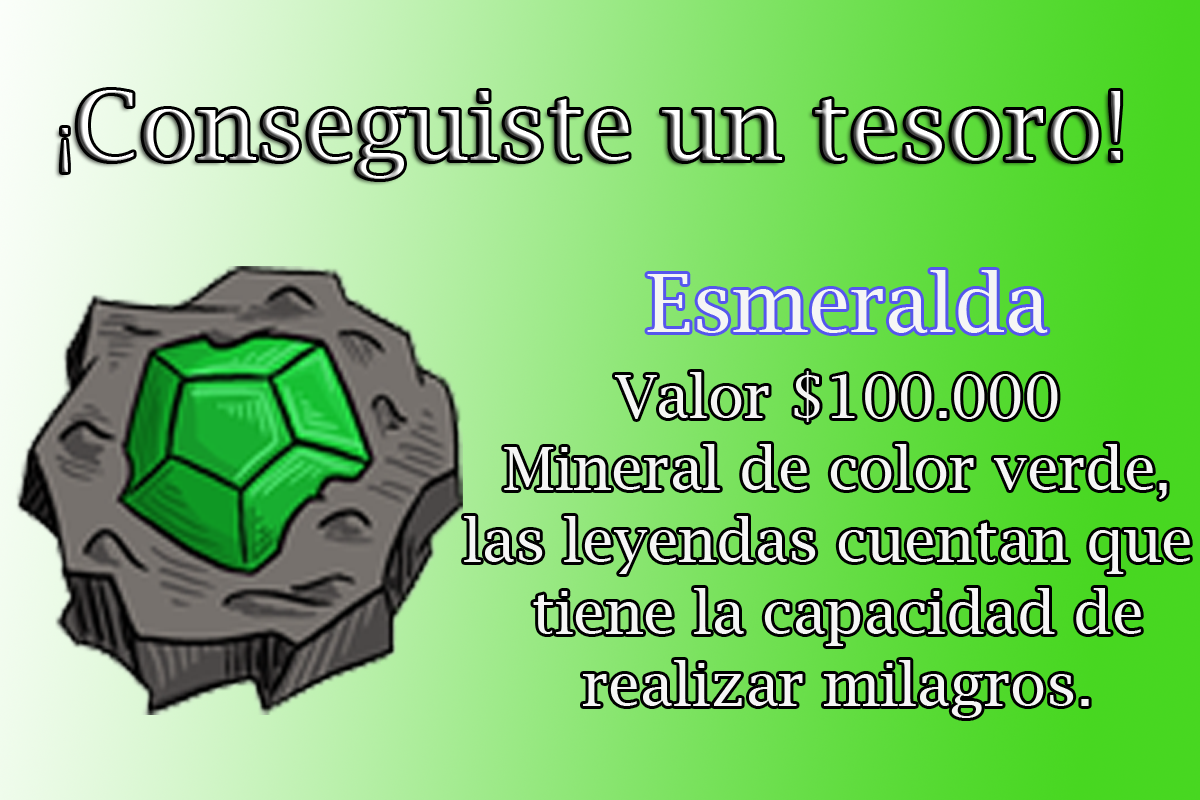 ¡Conseguiste un tesoro!
Esmeralda
Valor $100.000
Mineral de color verde,
las leyendas cuentan que
tiene la capacidad de
realizar milagros.